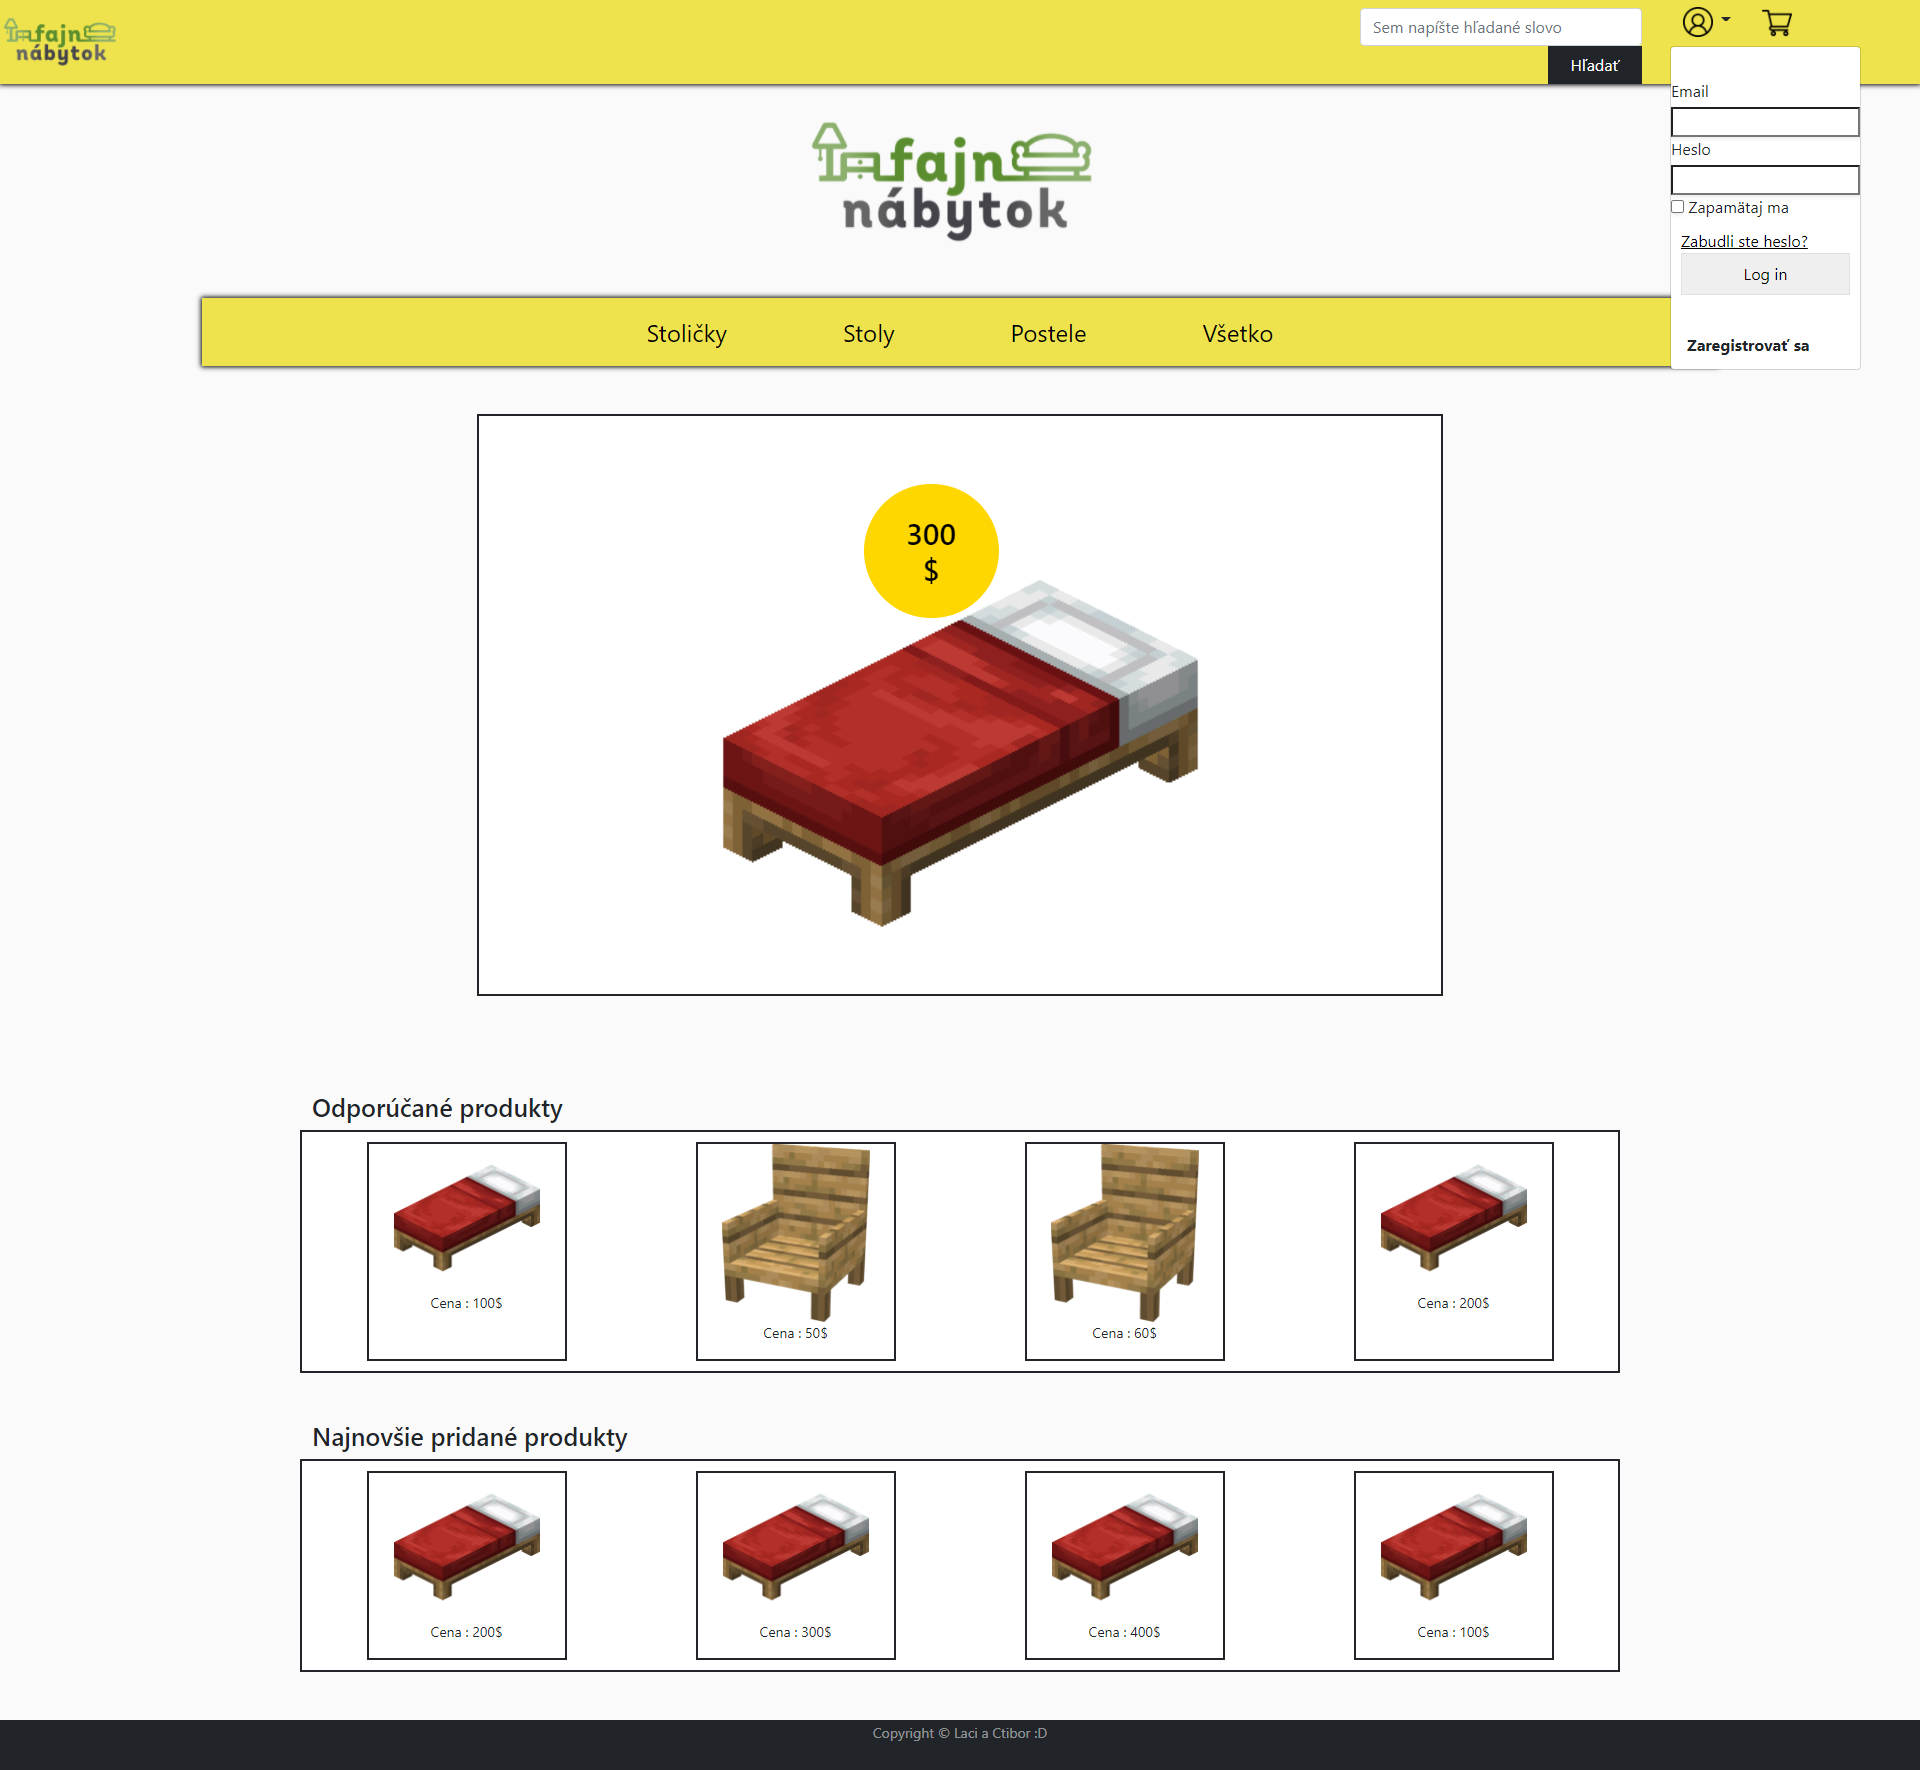 fajn
nábytok
Sem napíšte hľadané slovo
Hľadať
Email
Heslo
Zapamätaj ma
Zabudli ste heslo?
Log in
Zaregistrovať sa
fajn
nábytok
Stoličky Stoly Postele Všetko
300
$
Odporúčané produkty
Cena : 100$
Cena : 50$
Cena : 60$
Cena : 200$
Najnovšie pridané produkty
Cena : 200$
Cena : 300$
Cena : 400$
Cena : 100$
Copyright © Laci a Ctibor :D